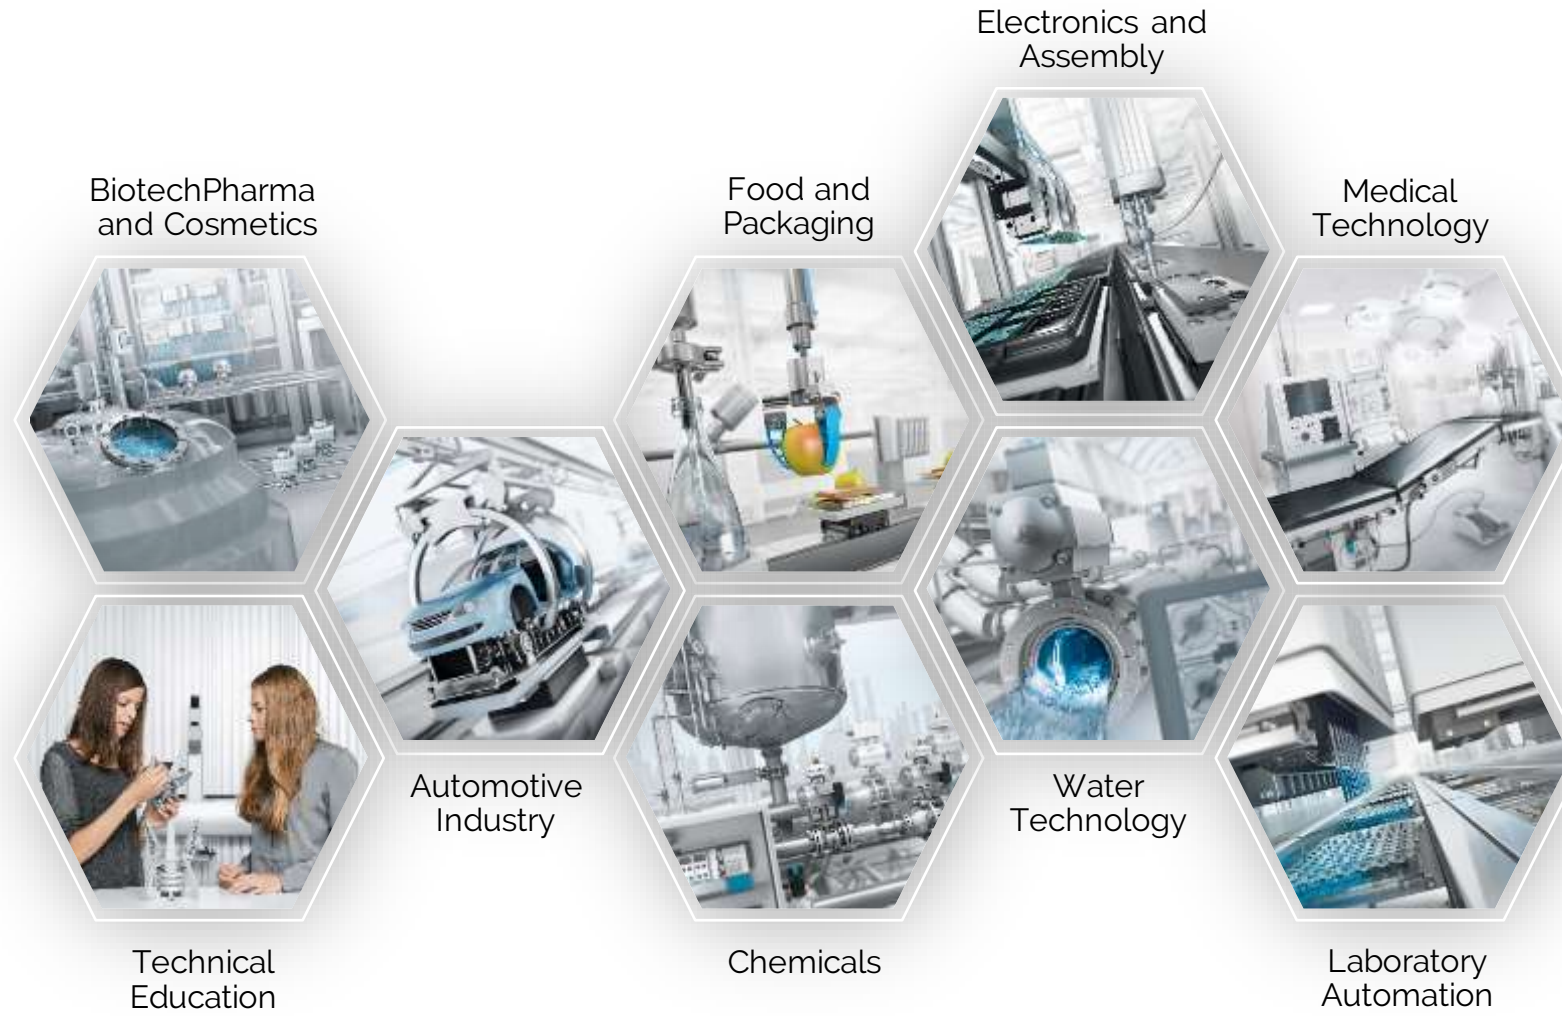 Electronics and
Assembly
BiotechPharma
and Cosmetics
Food and
Packaging
Medical
Technology
Automotive
Industry
Water
Technology
Technical
Education
Chemicals
Laboratory
Automation